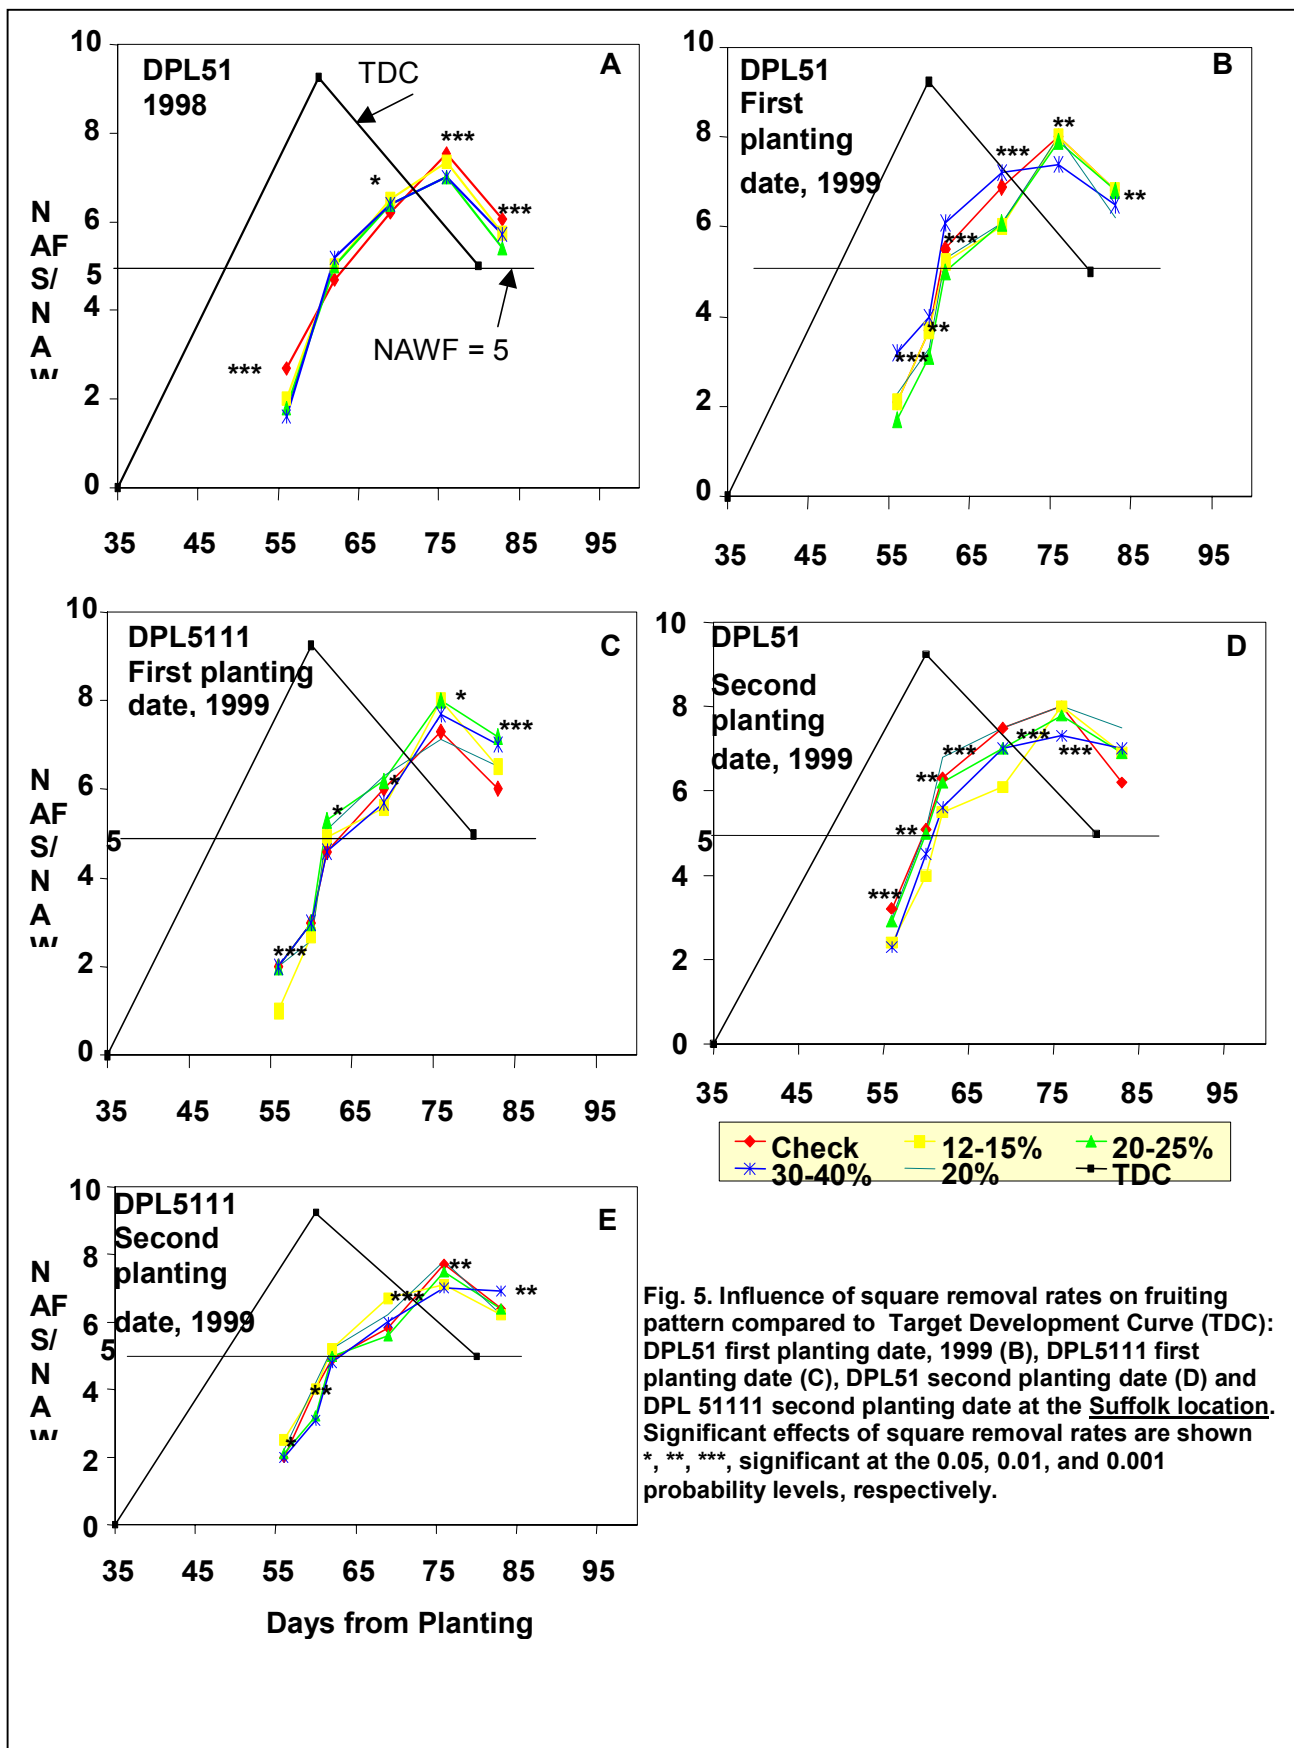 10
8
6
5
4
2
0
N
AF
S/
N
A
W
DPL51
1998
TDC
A
***
*
***
***
NAWF = 5
35 45 55 65 75 85 95
10
8
6
4
2
0
DPL51
First
planting
date, 1999
B
**
***
**
***
**
***
35 45 55 65 75 85 95
10
8
6
5
4
2
0
N
AF
S/
N
A
W
DPL5111
First planting
date, 1999
C
*
***
*
*
***
35 45 55 65 75 85 95
10
8
6
5
4
2
0
DPL51
Second
planting
date, 1999
D
***
***
***
**
**
***
35 45 55 65 75 85 95
Check 12-15% 20-25%
30-40% 20% TDC
10
8
6
5
4
2
0
N
AF
S/
N
A
W
DPL5111
Second
planting
date, 1999
E
**
**
***
**
*
35 45 55 65 75 85 95
Days from Planting
Fig. 5. Influence of square removal rates on fruiting
pattern compared to Target Development Curve (TDC):
DPL51 first planting date, 1999 (B), DPL5111 first
planting date (C), DPL51 second planting date (D) and
DPL 51111 second planting date at the Suffolk location.
Significant effects of square removal rates are shown
*, **, ***, significant at the 0.05, 0.01, and 0.001
probability levels, respectively.